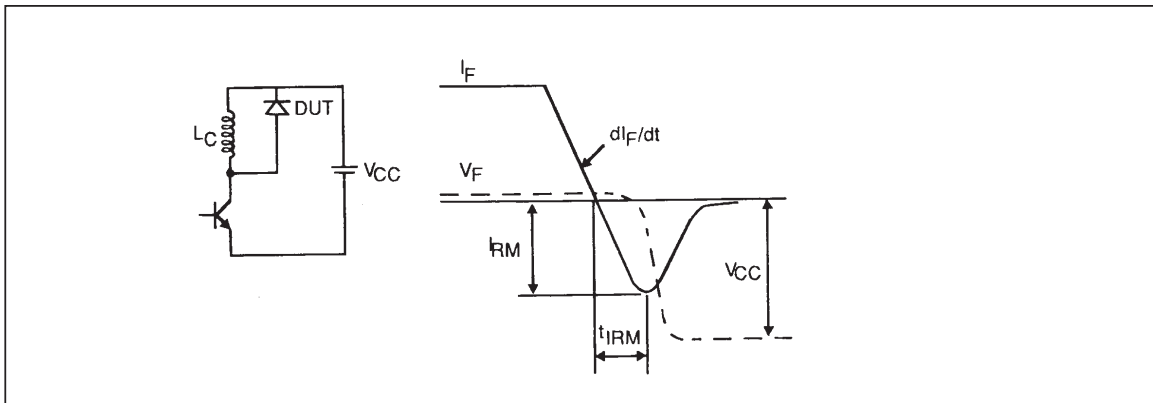 I_F
DUT
L_C
dI_F/dt
V_CC
V_F
I_RM
V_CC
t_IRM